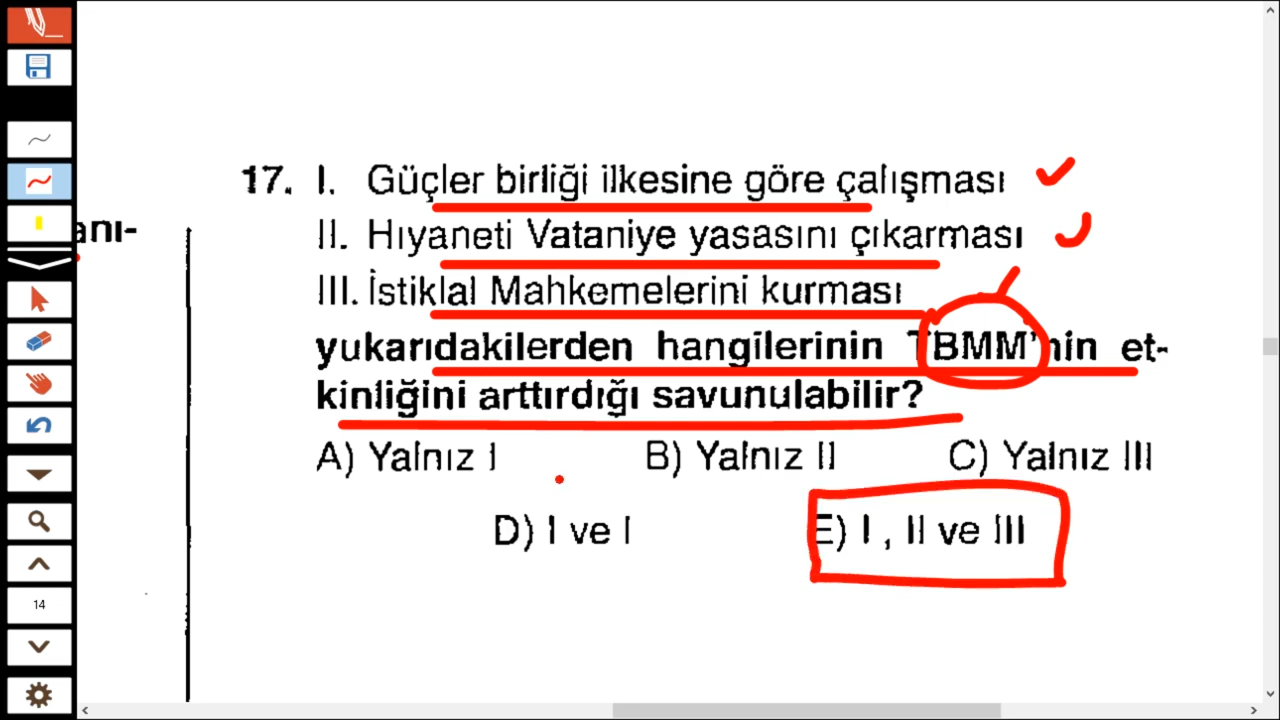 anı-
17. I. Güçler birliği ilkesine göre çalışması
II. Hıyaneti Vataniye yasasını çıkarması
III. İstiklal Mahkemelerini kurması
yukarıdakilerden hangilerinin TBMM'nin et-
kinliğini arttırdığı savunulabilir?
A) Yalnız I B) Yalnız II C) Yalnız III
D) I ve I E) I , II ve III
14